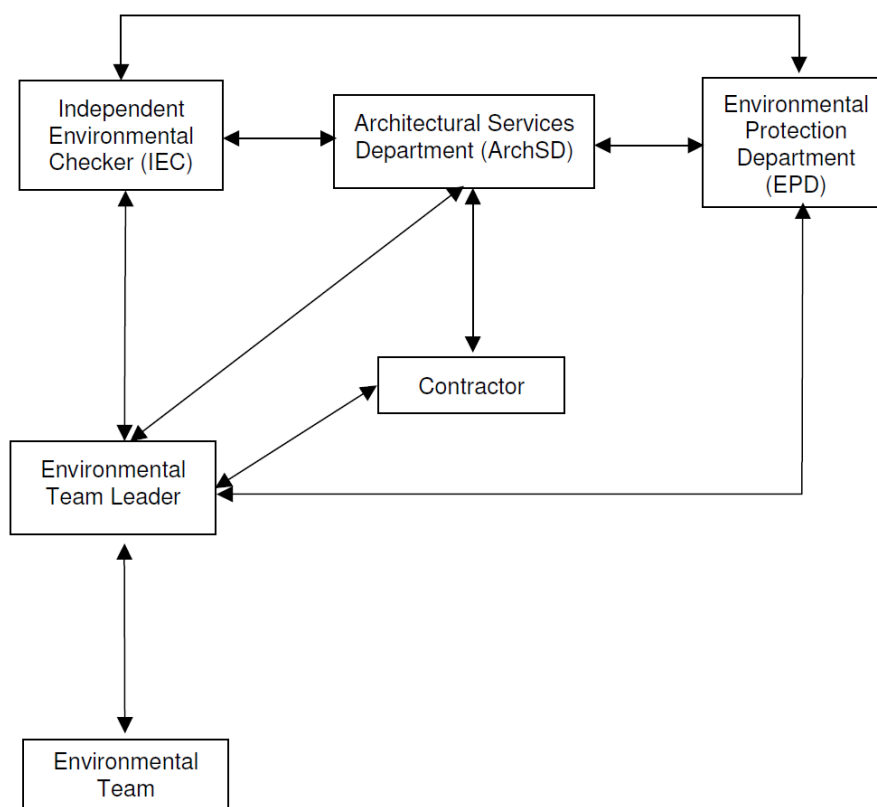 Independent
Environmental
Checker (IEC)
Architectural Services
Department (ArchSD)
Environmental
Protection
Department
(EPD)
Contractor
Environmental
Team Leader
Environmental
Team